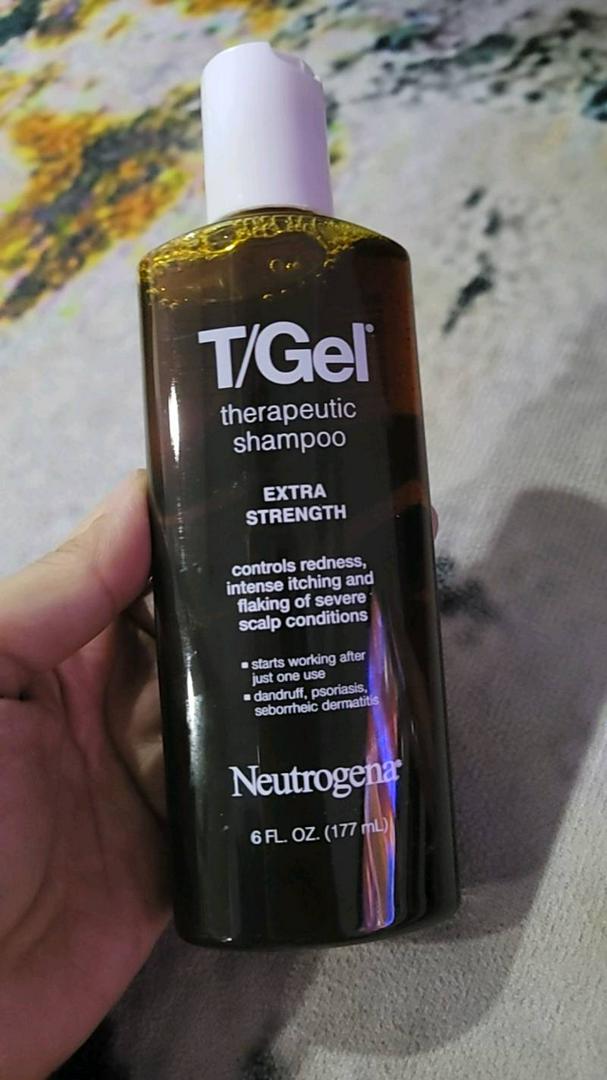 T/Gel®
therapeutic
shampoo
EXTRA
STRENGTH
controls redness,
intense itching and
flaking of severe
scalp conditions
▪ starts working after
just one use
▪ dandruff, psoriasis,
seborrheic dermatitis
Neutrogena®
6 FL. OZ. (177 mL)